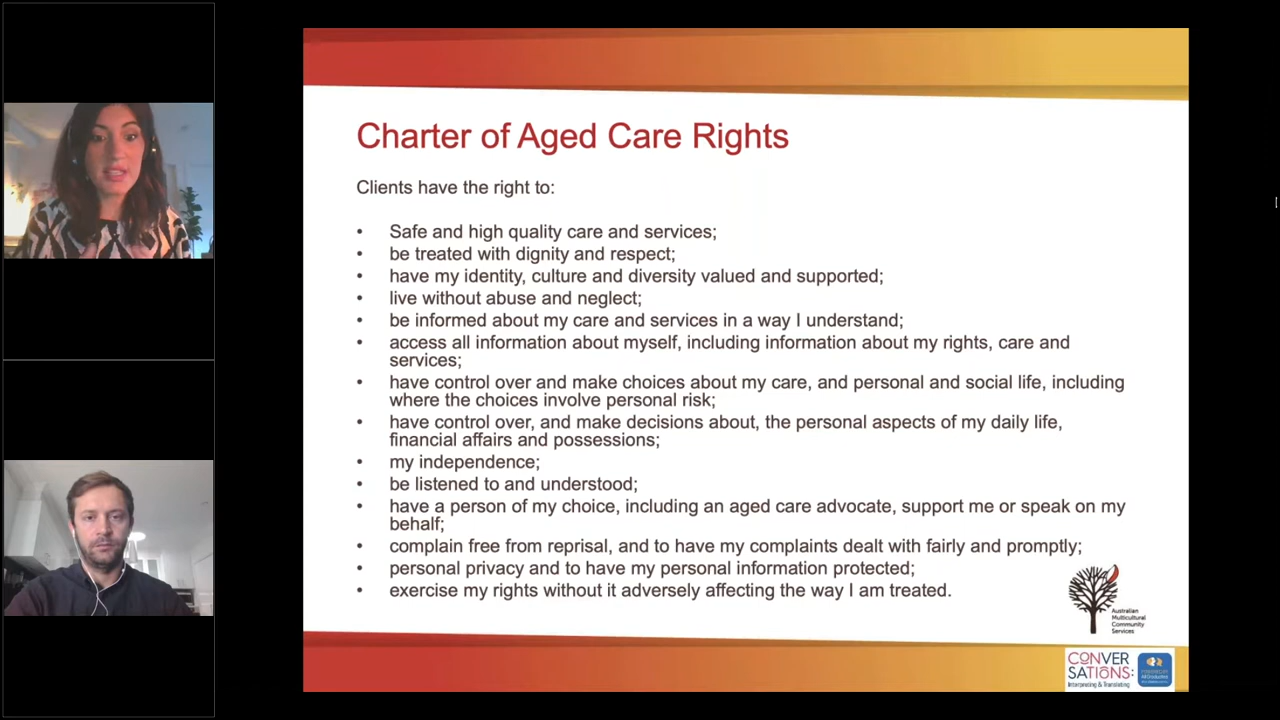 Charter of Aged Care Rights
Clients have the right to:
• Safe and high quality care and services;
• be treated with dignity and respect;
• have my identity, culture and diversity valued and supported;
• live without abuse and neglect;
• be informed about my care and services in a way I understand;
• access all information about myself, including information about my rights, care and
services;
• have control over and make choices about my care, and personal and social life, including
where the choices involve personal risk;
• have control over, and make decisions about, the personal aspects of my daily life,
financial affairs and possessions;
• my independence;
• be listened to and understood;
• have a person of my choice, including an aged care advocate, support me or speak on my
behalf;
• complain free from reprisal, and to have my complaints dealt with fairly and promptly;
• personal privacy and to have my personal information protected;
• exercise my rights without it adversely affecting the way I am treated.
Australian
Multicultural
Community
Services
CONVER
SATIONS:
Interpreting & Translating